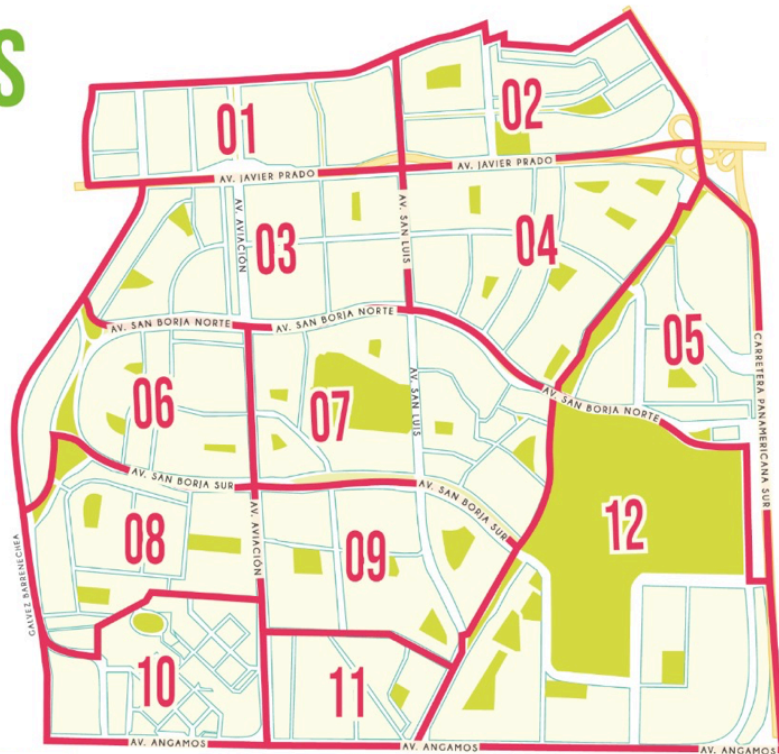 S
01
02
AV. JAVIER PRADO
AV. JAVIER PRADO
AV. AVIACIÓN
03
AV. SAN LUIS
04
AV. SAN BORJA NORTE
AV. SAN BORJA NORTE
05
CARRETERA PANAMERICANA SUR
06
07
AV. SAN LUIS
AV. SAN BORJA NORTE
AV. SAN BORJA SUR
AV. SAN BORJA SUR
AV. AVIACIÓN
GALVEZ BARRENECHEA
08
09
12
10
11
AV. ANGAMOS
AV. ANGAMOS
AV. ANGAMOS